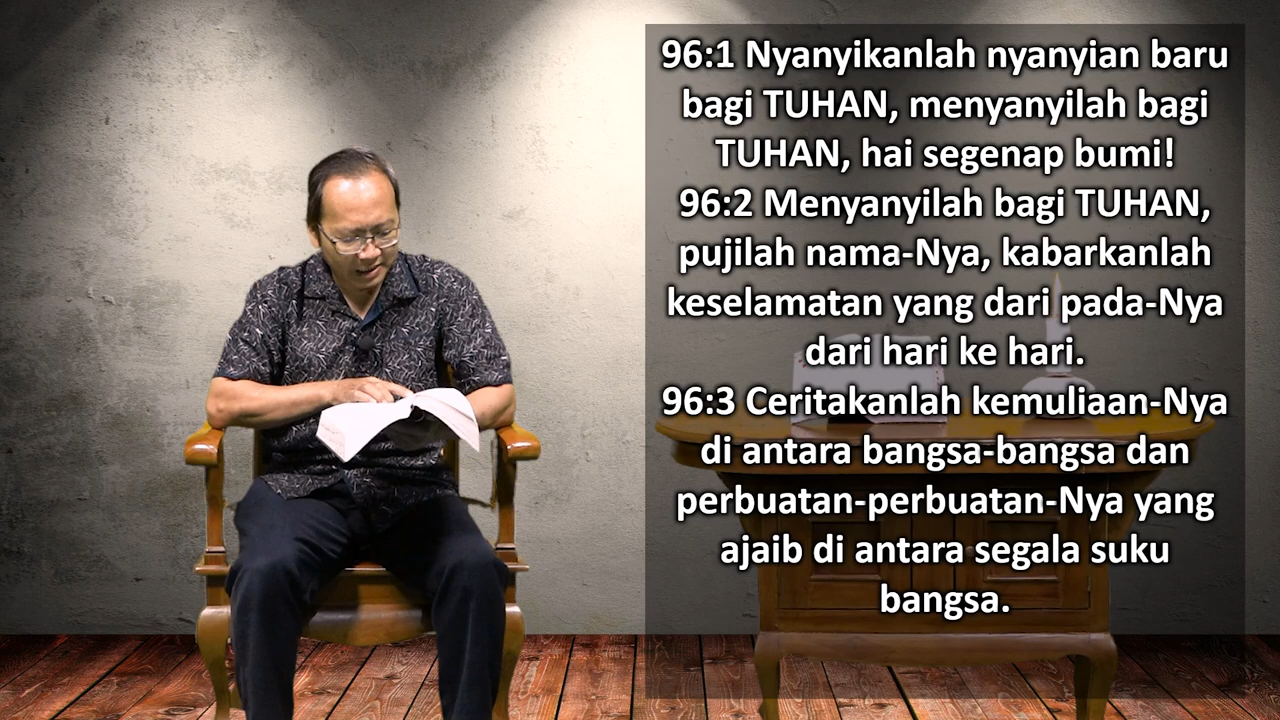 96:1 Nyanyikanlah nyanyian baru
bagi TUHAN, menyanyilah bagi
TUHAN, hai segenap bumi!
96:2 Menyanyilah bagi TUHAN,
pujilah nama-Nya, kabarkanlah
keselamatan yang dari pada-Nya
dari hari ke hari.
96:3 Ceritakanlah kemuliaan-Nya
di antara bangsa-bangsa dan
perbuatan-perbuatan-Nya yang
ajaib di antara segala suku
bangsa.